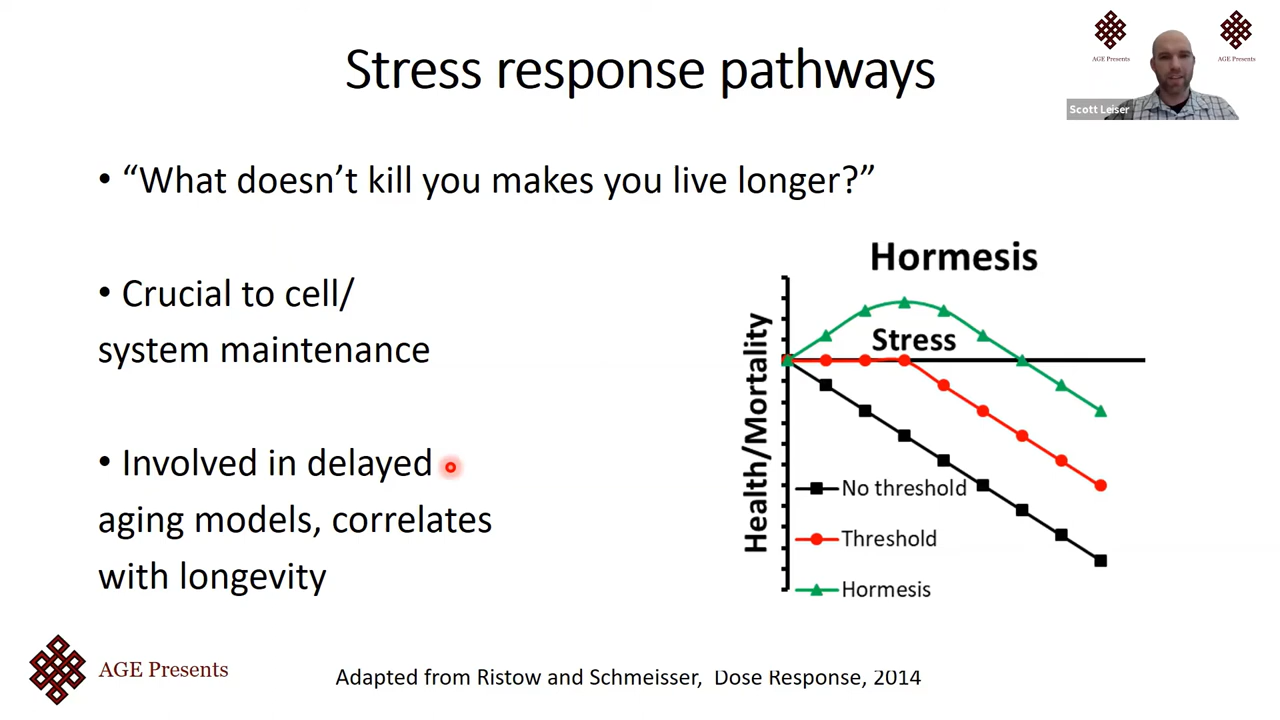 Stress response pathways
AGE Presents
AGE Presents
Scott Leiser
• “What doesn’t kill you makes you live longer?”
• Crucial to cell/
system maintenance
• Involved in delayed
aging models, correlates
with longevity
Hormesis
Stress
Health/Mortality
No threshold
Threshold
Hormesis
AGE Presents
Adapted from Ristow and Schmeisser, Dose Response, 2014